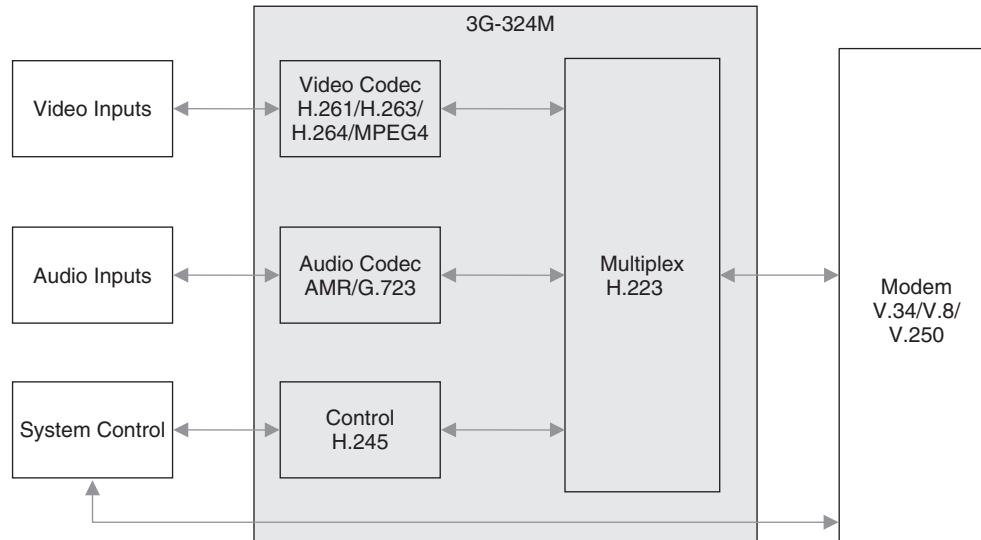 3G-324M
Video Inputs
Video Codec
H.261/H.263/
H.264/MPEG4
Audio Inputs
Audio Codec
AMR/G.723
Multiplex
H.223
Modem
V.34/V.8/
V.250
System Control
Control
H.245